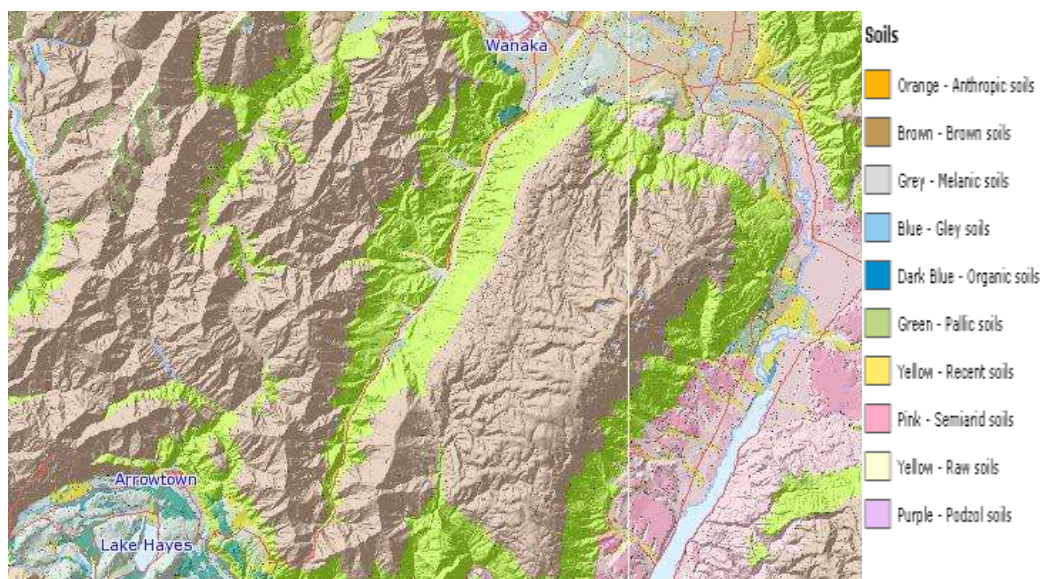 Wanaka
Arrowtown
Lake Hayes
Soils
Orange - Anthropic soils
Brown - Brown soils
Grey - Melanic soils
Blue - Gley soils
Dark Blue - Organic soils
Green - Pallic soils
Yellow - Recent soils
Pink - Semiarid soils
Yellow - Raw soils
Purple - Podzol soils